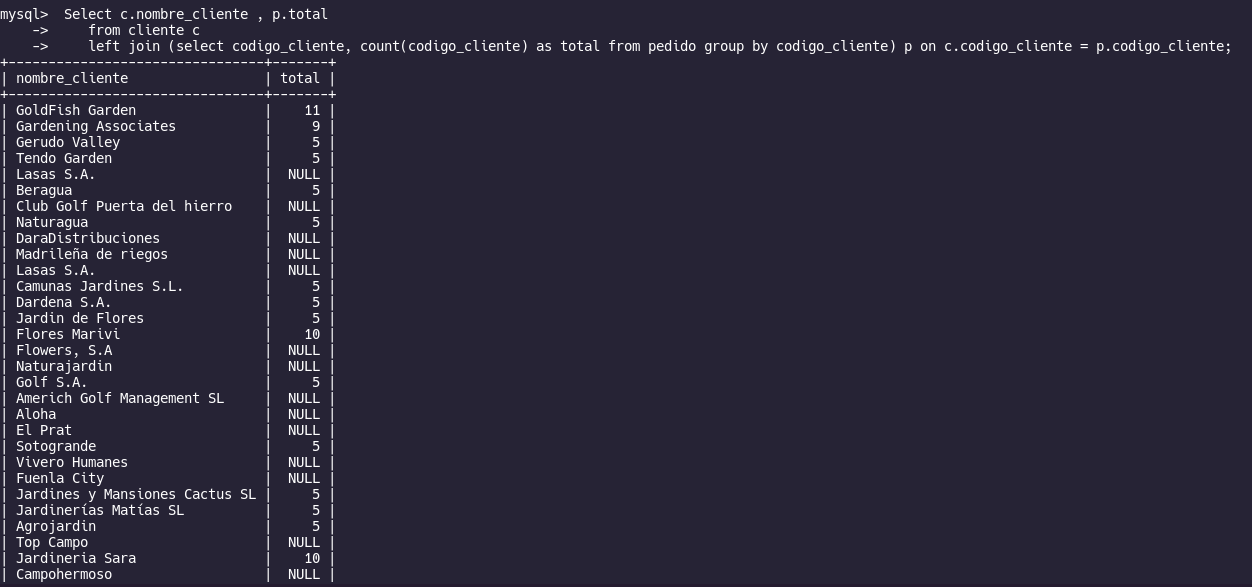 mysql>  Select c.nombre_cliente , p.total
    ->     from cliente c
    ->     left join (select codigo_cliente, count(codigo_cliente) as total from pedido group by codigo_cliente) p on c.codigo_cliente = p.codigo_cliente;
+--------------------------------+-------+
| nombre_cliente                 | total |
+--------------------------------+-------+
| GoldFish Garden                |    11 |
| Gardening Associates           |     9 |
| Gerudo Valley                  |     5 |
| Tendo Garden                   |     5 |
| Lasas S.A.                     |  NULL |
| Beragua                        |     5 |
| Club Golf Puerta del hierro    |  NULL |
| Naturagua                      |     5 |
| DaraDistribuciones             |  NULL |
| Madrileña de riegos            |  NULL |
| Lasas S.A.                     |  NULL |
| Camunas Jardines S.L.          |     5 |
| Dardena S.A.                   |     5 |
| Jardin de Flores               |     5 |
| Flores Marivi                  |    10 |
| Flowers, S.A                   |  NULL |
| Naturajardin                   |  NULL |
| Golf S.A.                      |     5 |
| Americh Golf Management SL     |  NULL |
| Aloha                          |  NULL |
| El Prat                        |  NULL |
| Sotogrande                     |     5 |
| Vivero Humanes                 |  NULL |
| Fuenla City                    |  NULL |
| Jardines y Mansiones Cactus SL |     5 |
| Jardinerías Matías SL          |     5 |
| Agrojardin                     |     5 |
| Top Campo                      |  NULL |
| Jardineria Sara                |    10 |
| Campohermoso                   |  NULL |